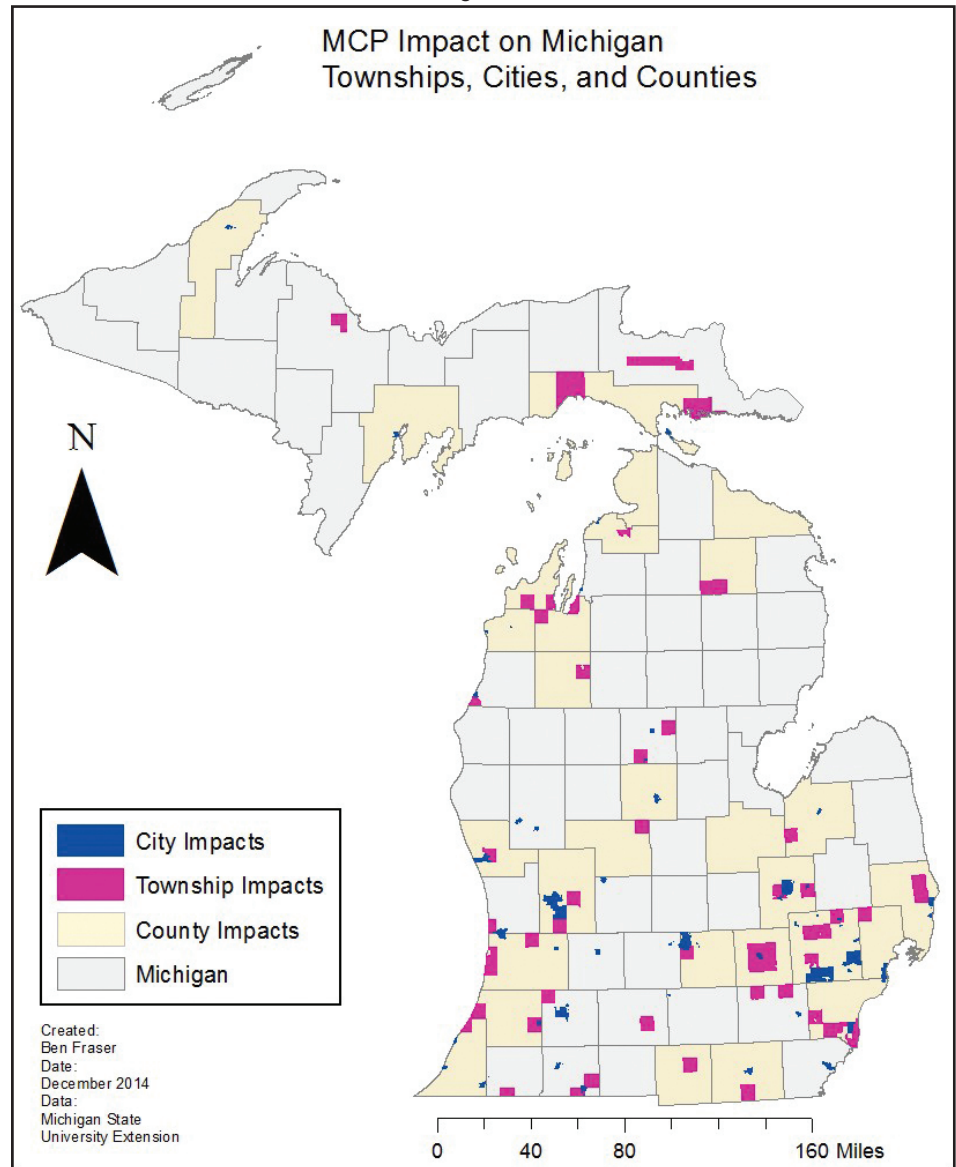 MCP Impact on Michigan
Townships, Cities, and Counties
N
City Impacts
Township Impacts
County Impacts
Michigan
Created:
Ben Fraser
Date:
December 2014
Data:
Michigan State
University Extension
0 40 80 160 Miles